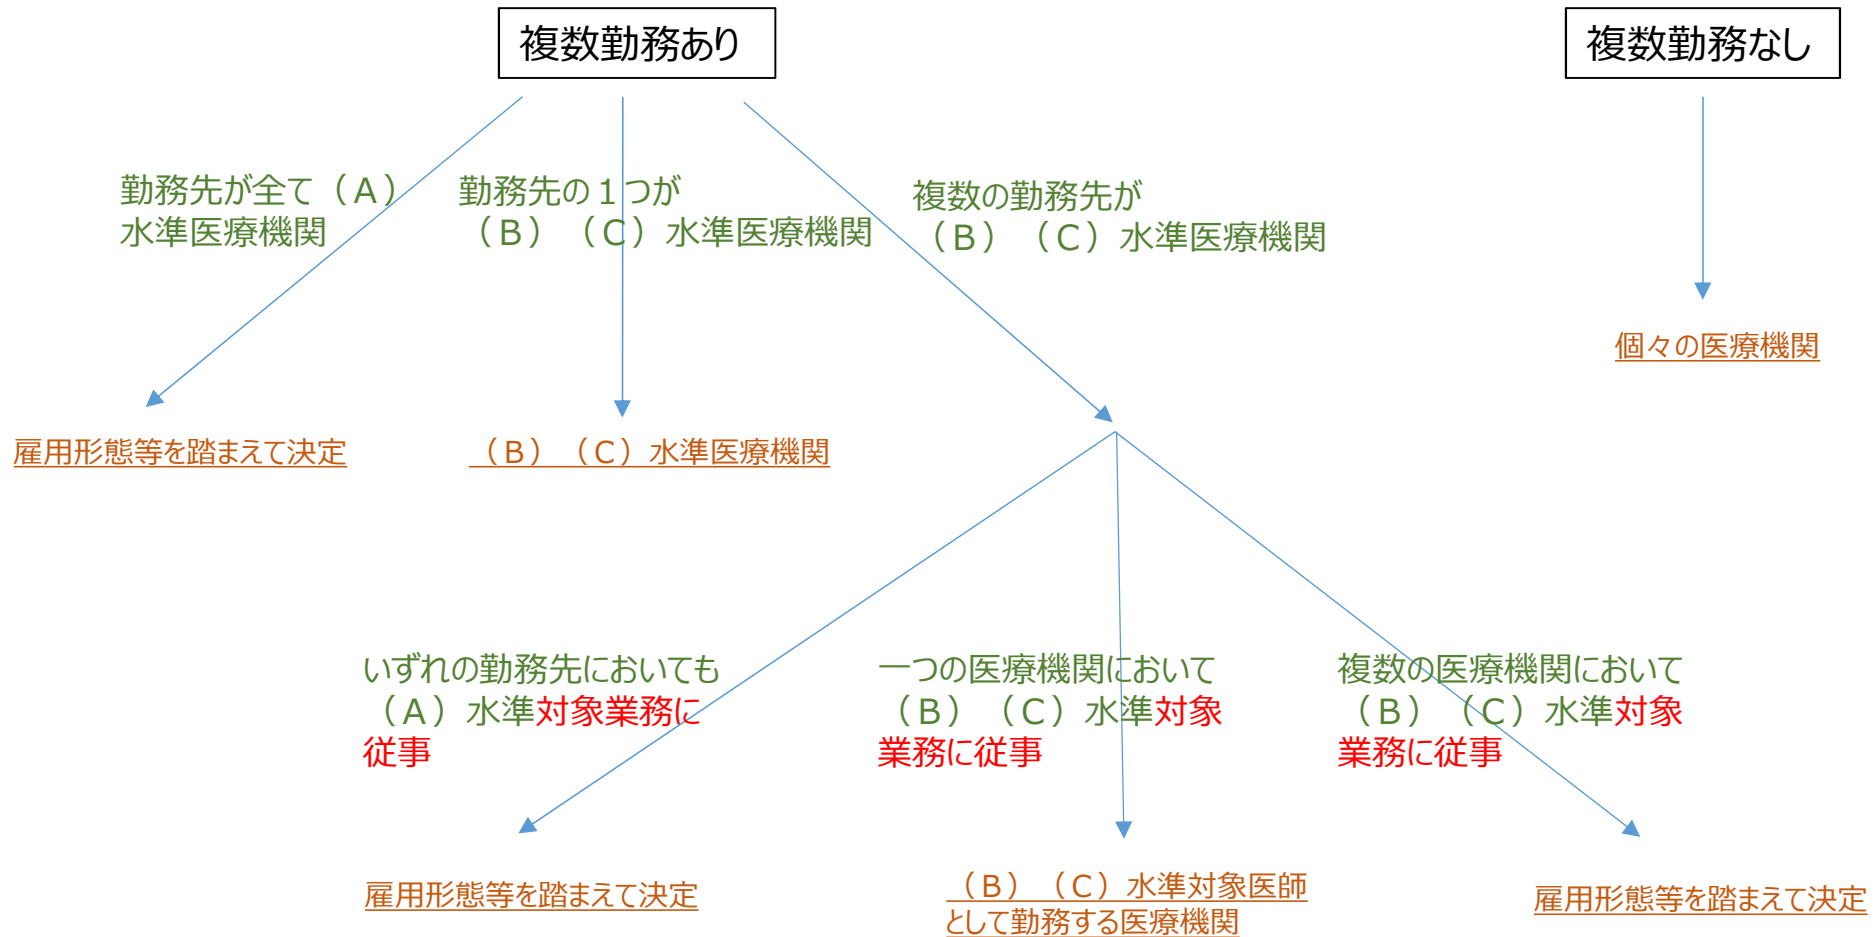 複数勤務あり
複数勤務なし
勤務先が全て（Ａ）
水準医療機関
勤務先の１つが
（Ｂ）（Ｃ）水準医療機関
複数の勤務先が
（Ｂ）（Ｃ）水準医療機関
個々の医療機関
雇用形態等を踏まえて決定
（Ｂ）（Ｃ）水準医療機関
いずれの勤務先においても
（Ａ）水準対象業務に
従事
一つの医療機関において
（Ｂ）（Ｃ）水準対象
業務に従事
複数の医療機関において
（Ｂ）（Ｃ）水準対象
業務に従事
雇用形態等を踏まえて決定
（Ｂ）（Ｃ）水準対象医師
として勤務する医療機関
雇用形態等を踏まえて決定